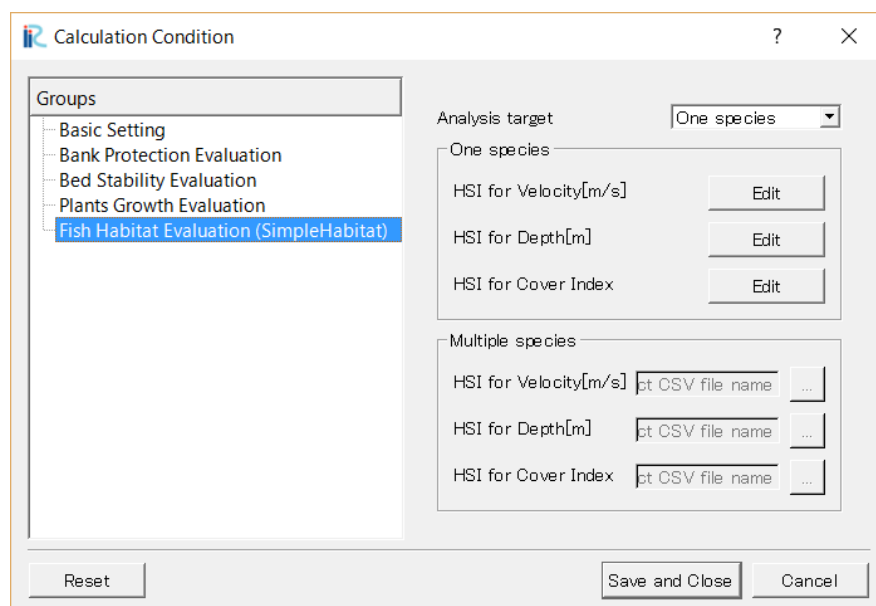 Calculation Condition
?
Groups
Basic Setting
Bank Protection Evaluation
Bed Stability Evaluation
Plants Growth Evaluation
Fish Habitat Evaluation (SimpleHabitat)
Analysis target
One species
One species
HSI for Velocity[m/s]
Edit
HSI for Depth[m]
Edit
HSI for Cover Index
Edit
Multiple species
HSI for Velocity[m/s]
ct CSV file name
...
HSI for Depth[m]
ct CSV file name
...
HSI for Cover Index
ct CSV file name
...
Reset
Save and Close
Cancel